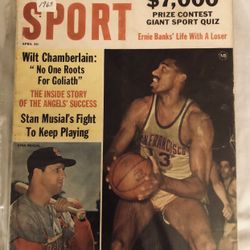 1963
SPORT
$7,000
PRIZE CONTEST
GIANT SPORT QUIZ
APRIL
Ernie Banks' Life With A Loser
Wilt Chamberlain:
"No One Roots
For Goliath"
THE INSIDE STORY
OF THE ANGELS' SUCCESS
Stan Musial's Fight
To Keep Playing
STAN MUSIAL
SAN FRANCISCO
13